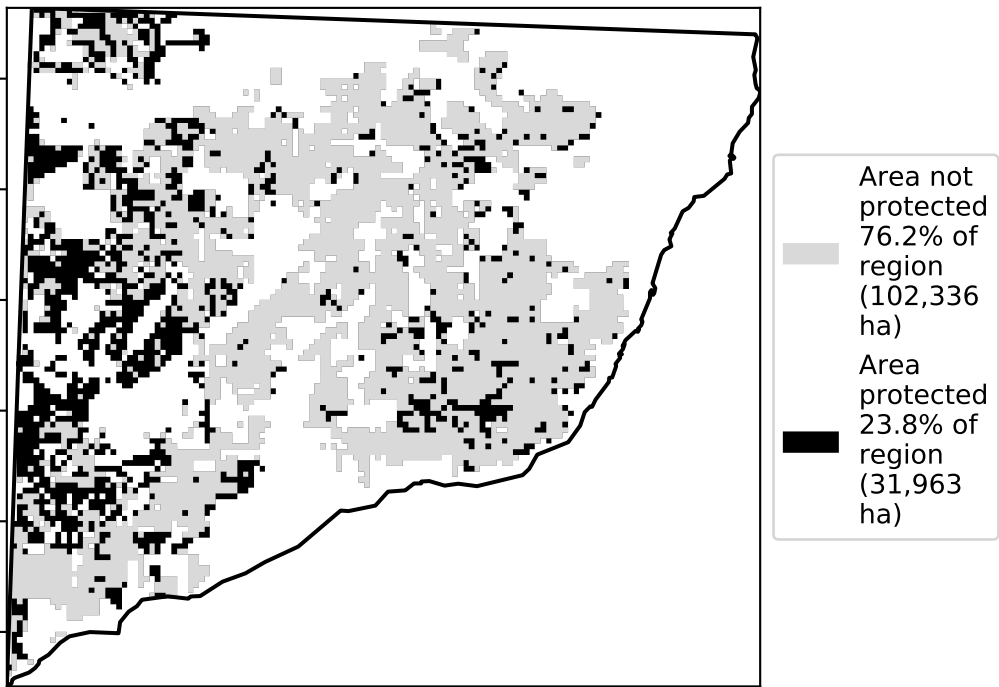 Area not
protected
76.2% of
region
(102,336
ha)
Area
protected
23.8% of
region
(31,963
ha)